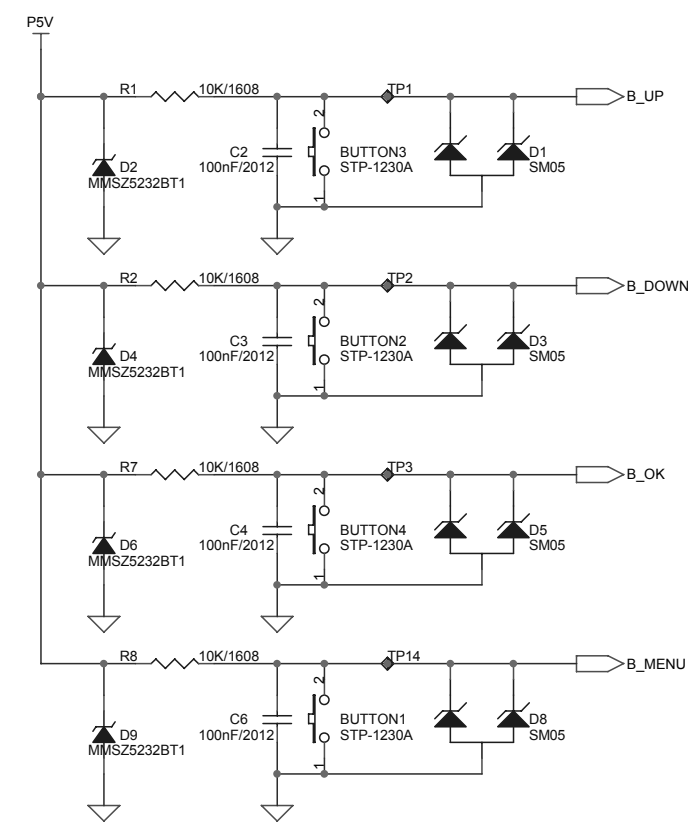 P5V
R1 10K/1608 TP1 B_UP
2
C2 BUTTON3 D1
100nF/2012 STP-1230A SM05
D2
MMSZ5232BT1
1
R2 10K/1608 TP2 B_DOWN
2
C3 BUTTON2 D3
100nF/2012 STP-1230A SM05
D4
MMSZ5232BT1
1
R7 10K/1608 TP3 B_OK
2
C4 BUTTON4 D5
100nF/2012 STP-1230A SM05
D6
MMSZ5232BT1
1
R8 10K/1608 TP14 B_MENU
2
C6 BUTTON1 D8
100nF/2012 STP-1230A SM05
D9
MMSZ5232BT1
1